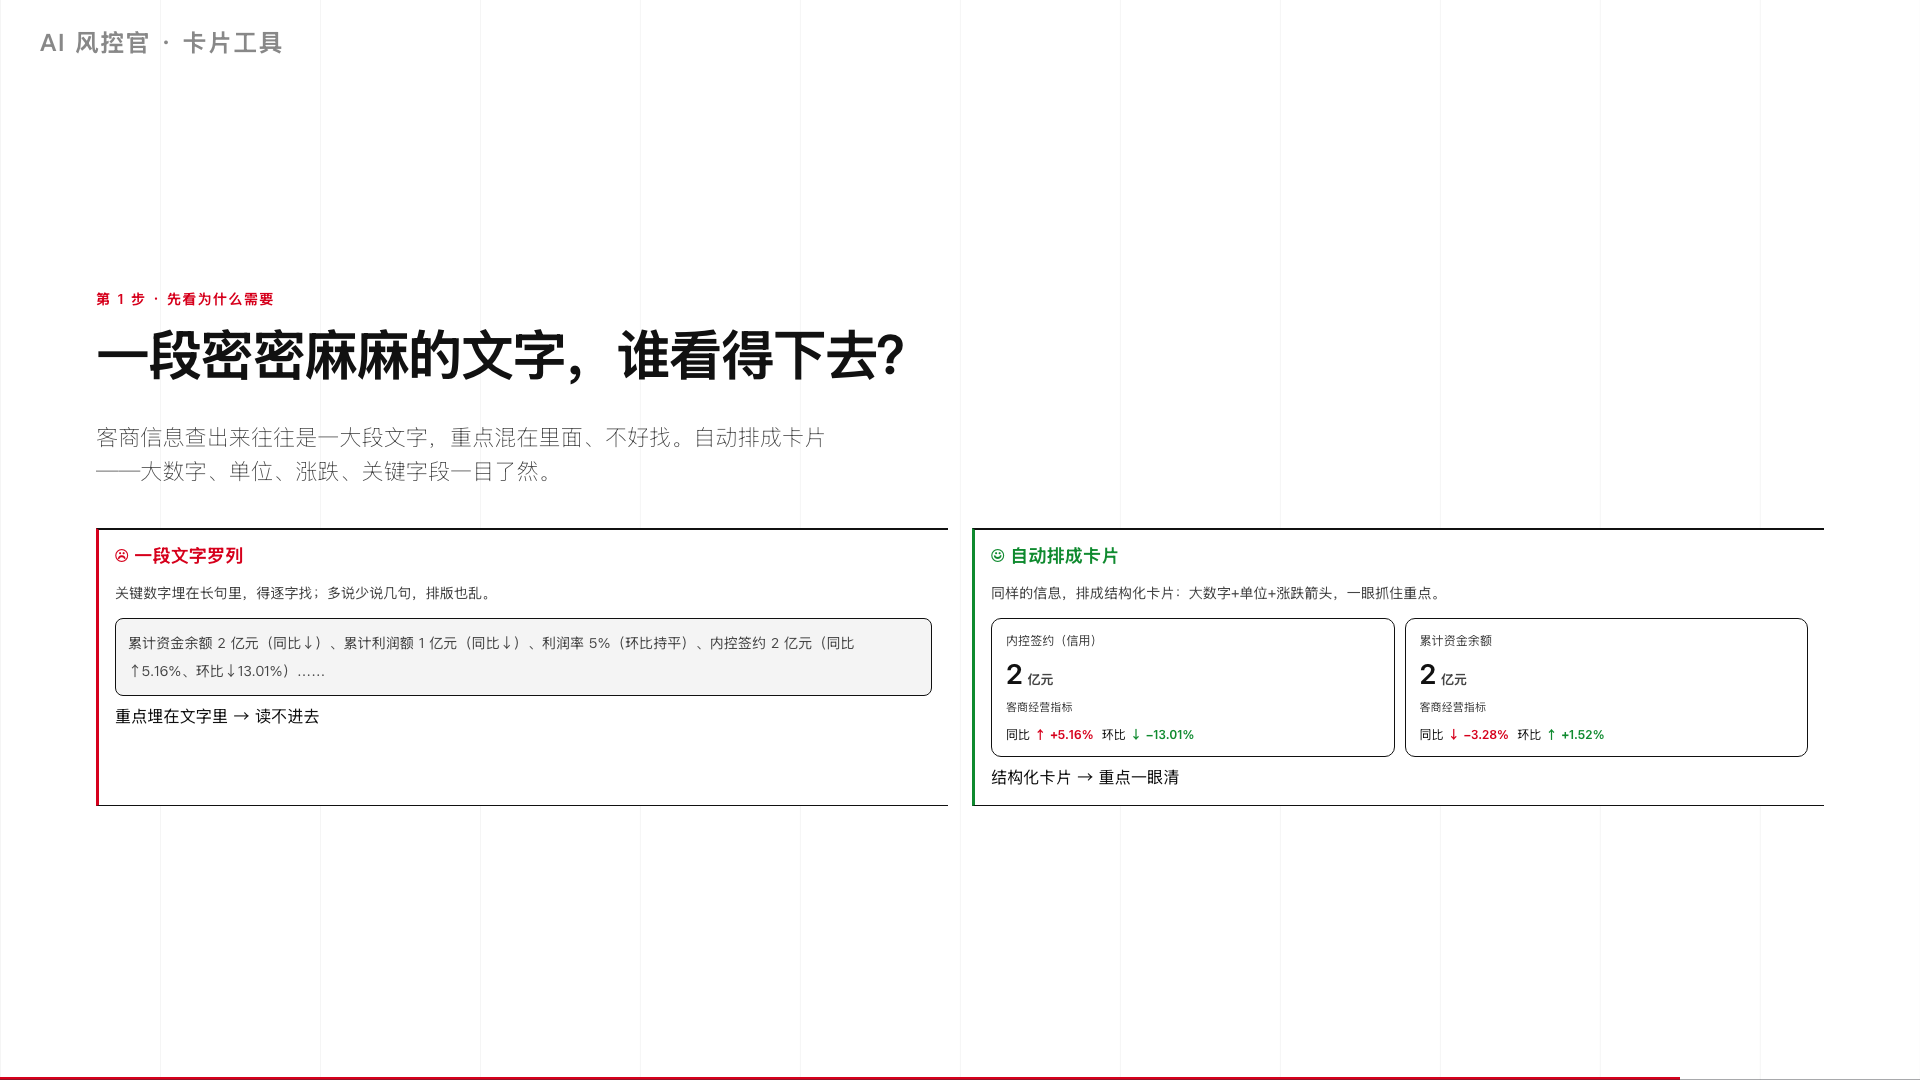 AI 风控官 · 卡片工具
第 1 步 · 先看为什么需要
一段密密麻麻的文字，谁看得下去?
客商信息查出来往往是一大段文字，重点混在里面、不好找。自动排成卡片
——大数字、单位、涨跌、关键字段一目了然。
☹ 一段文字罗列
关键数字埋在长句里，得逐字找；多说少说几句，排版也乱。
累计资金余额 2 亿元（同比↓）、累计利润额 1 亿元（同比↓）、利润率 5%（环比持平）、内控签约 2 亿元（同比
↑5.16%、环比↓13.01%）……
重点埋在文字里 → 读不进去
☺ 自动排成卡片
同样的信息，排成结构化卡片：大数字+单位+涨跌箭头，一眼抓住重点。
内控签约（信用）
2 亿元
客商经营指标
同比 ↑ +5.16% 环比 ↓ −13.01%
累计资金余额
2 亿元
客商经营指标
同比 ↓ −3.28% 环比 ↑ +1.52%
结构化卡片 → 重点一眼清